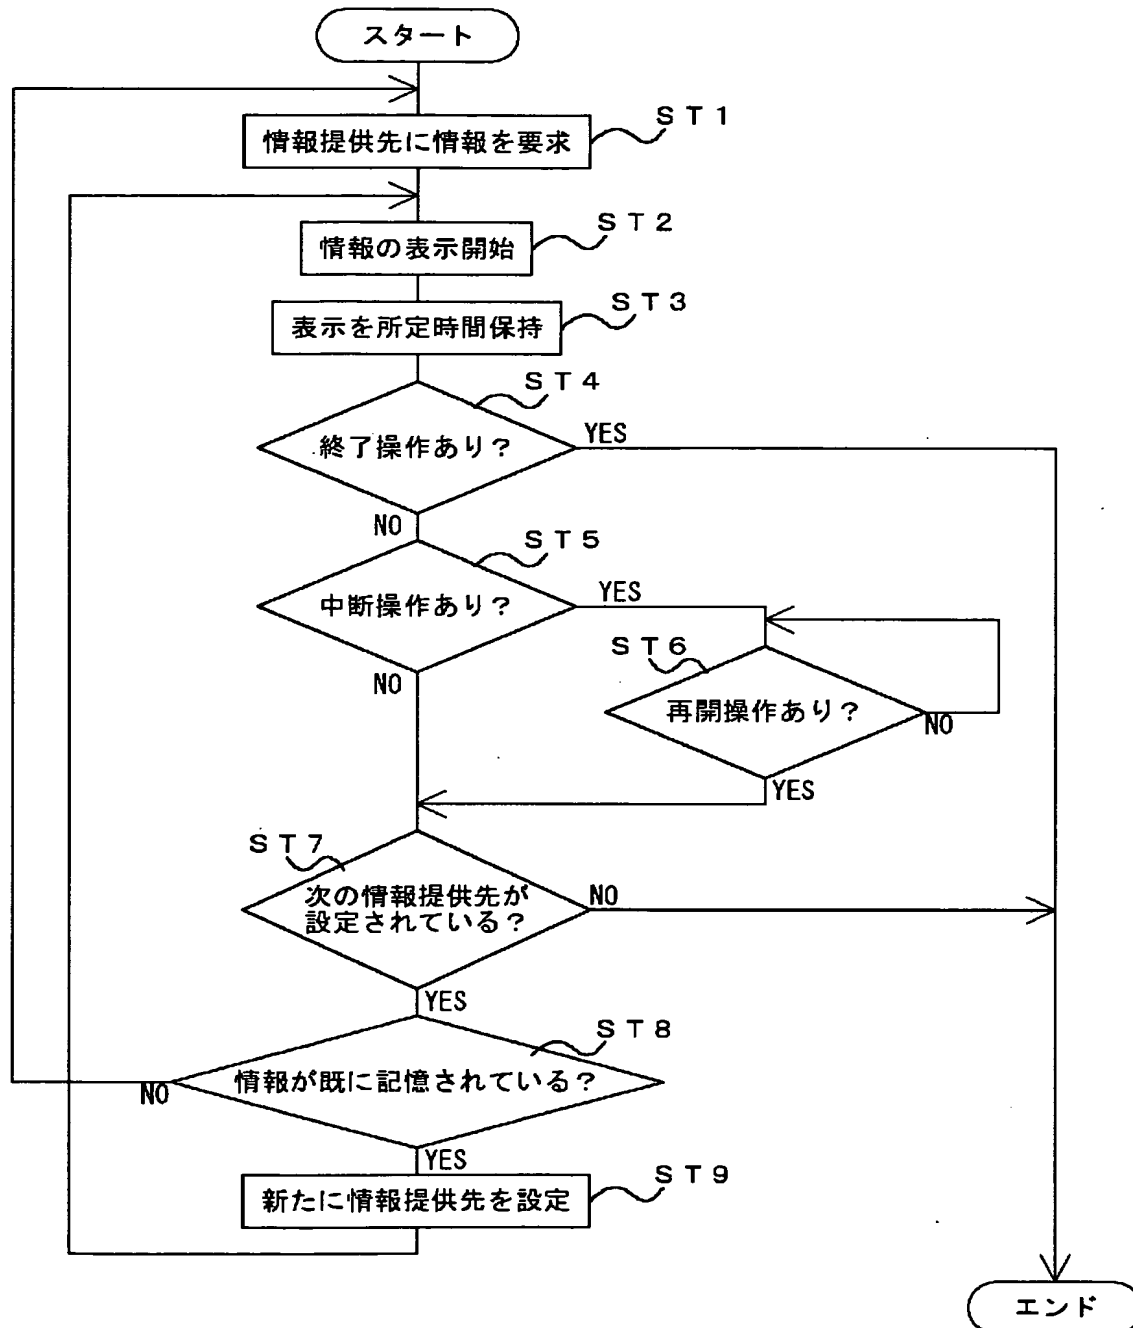 スタート
ST1
情報提供先に情報を要求
ST2
情報の表示開始
ST3
表示を所定時間保持
ST4
終了操作あり？
YES
NO
ST5
中断操作あり？
YES
NO
ST6
再開操作あり？
NO
YES
ST7
次の情報提供先が
設定されている？
NO
YES
ST8
情報が既に記憶されている？
NO
YES
ST9
新たに情報提供先を設定
エンド